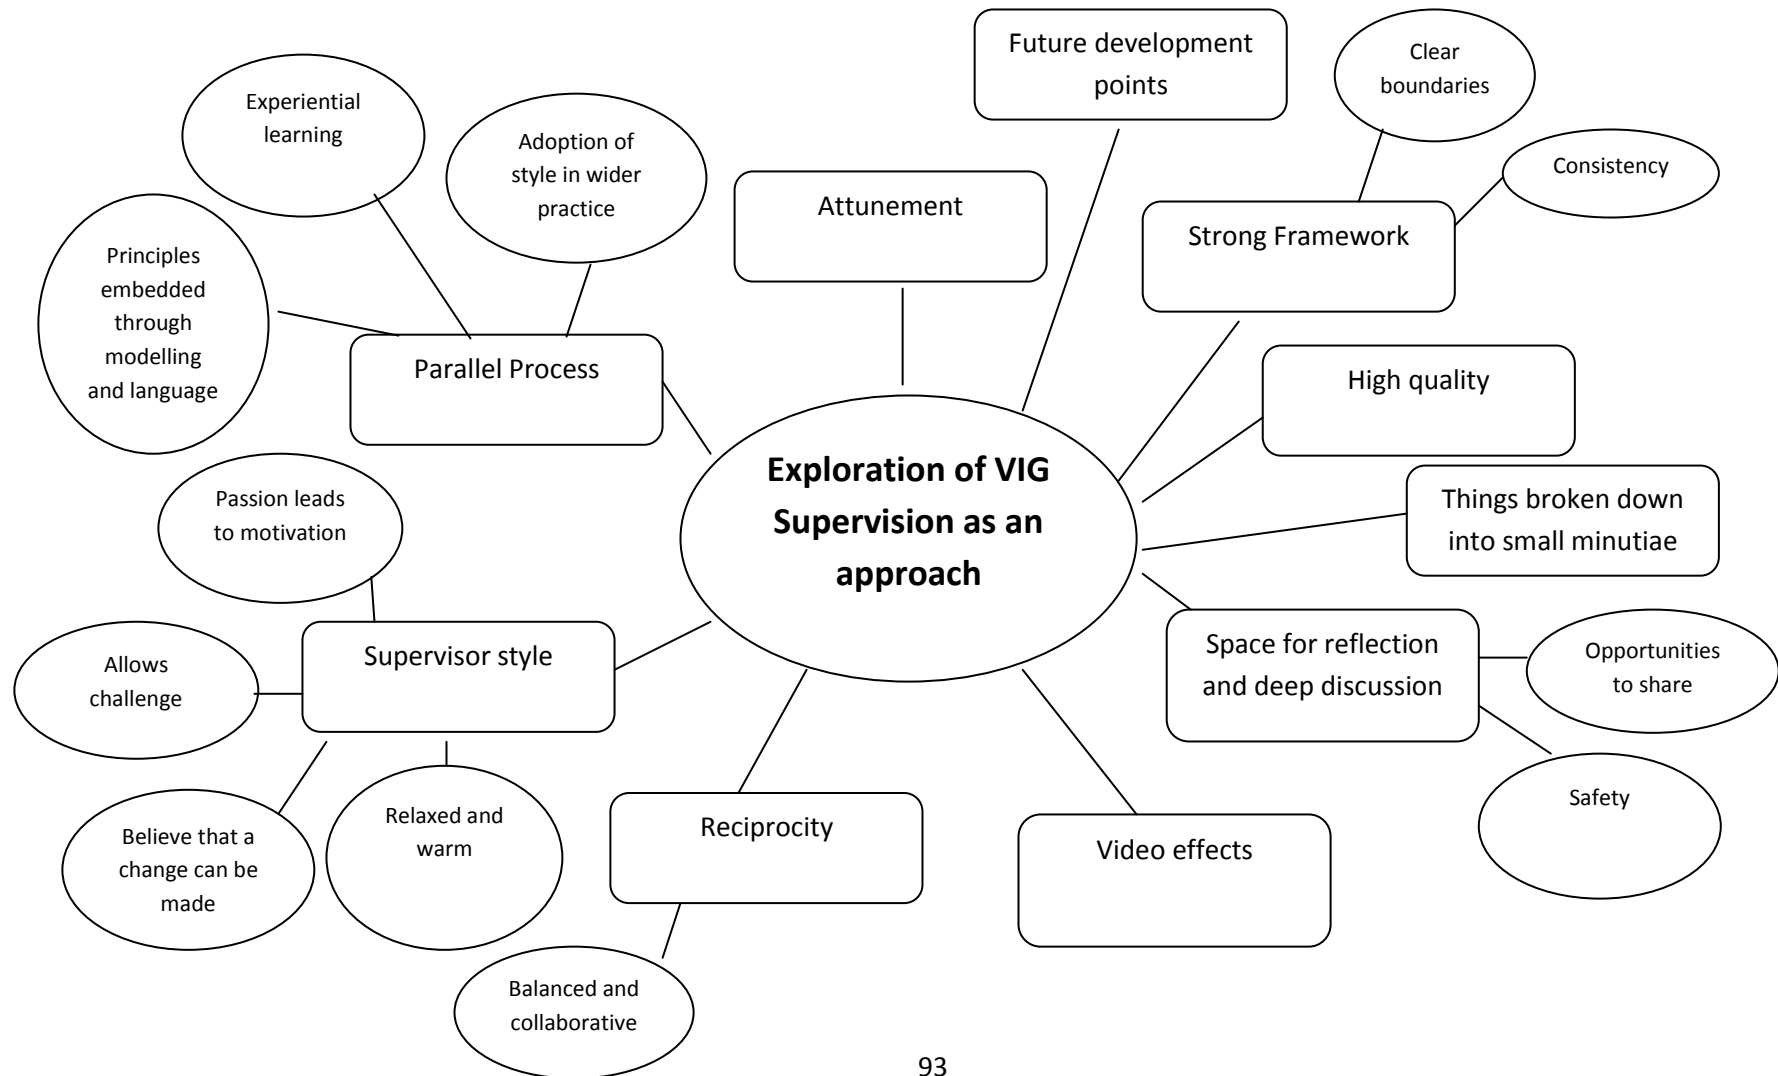 Future development
points
Clear
boundaries
Experiential
learning
Adoption of
style in wider
practice
Consistency
Attunement
Strong Framework
Principles
embedded
through
modelling
and language
Parallel Process
High quality
Exploration of VIG
Supervision as an
approach
Passion leads
to motivation
Things broken down
into small minutiae
Supervisor style
Allows
challenge
Space for reflection
and deep discussion
Opportunities
to share
Safety
Believe that a
change can be
made
Relaxed and
warm
Reciprocity
Video effects
Balanced and
collaborative
93